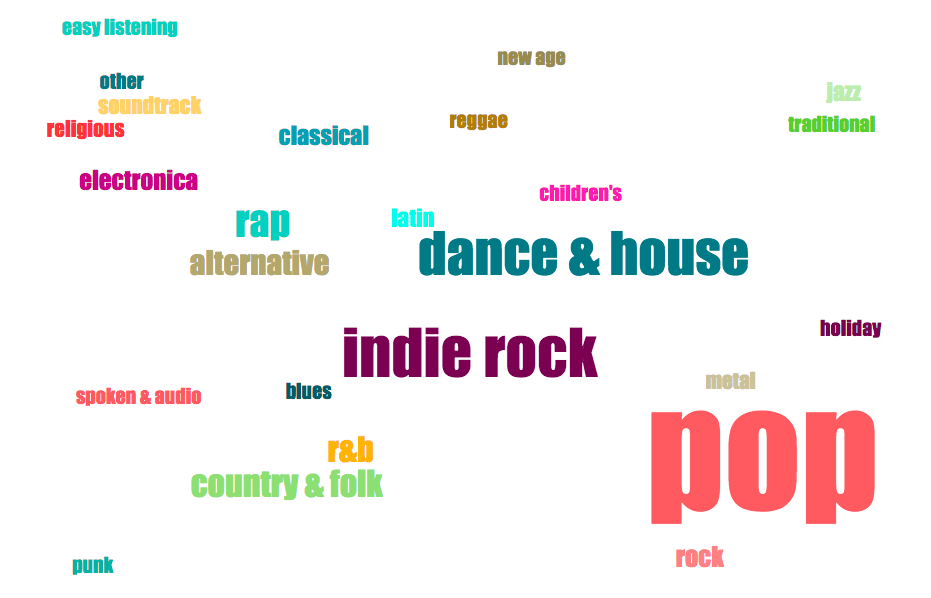 easy listening
new age
other
jazz
soundtrack
reggae
traditional
religious
classical
electronica
children's
latin
rap
dance & house
alternative
holiday
indie rock
metal
blues
spoken & audio
pop
r&b
country & folk
rock
punk